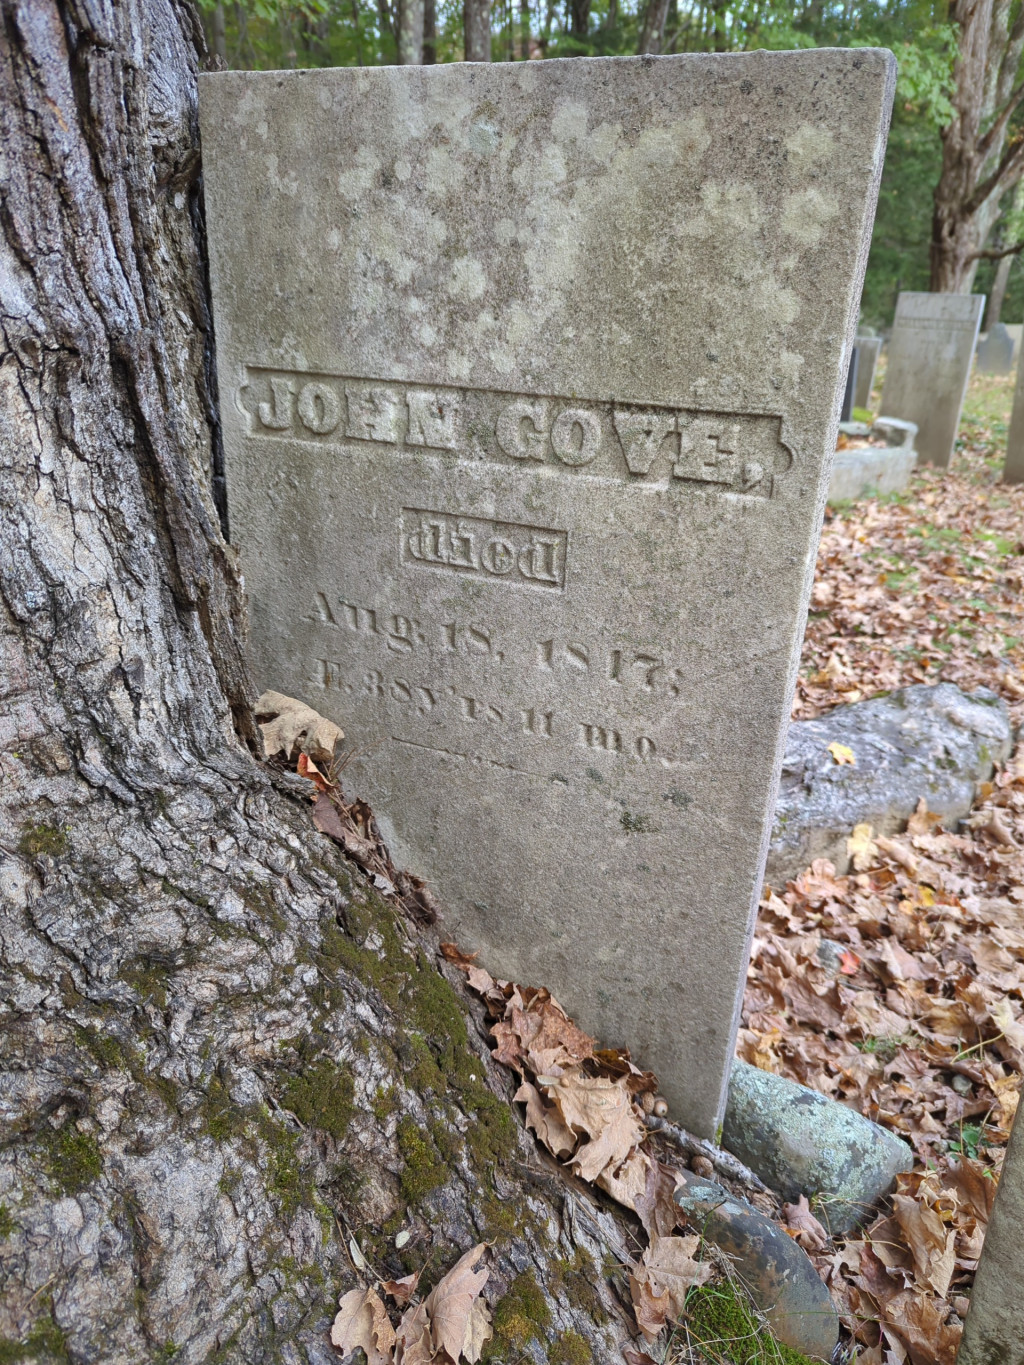 JOHN GOVE,
died
Aug. 18, 1847;
Æ. 38 y'rs 11 mo.